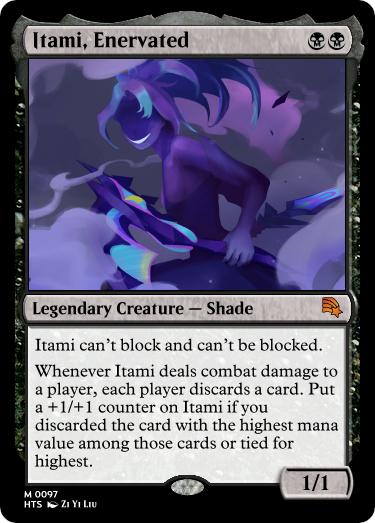 Itami, Enervated
Legendary Creature — Shade
Itami can't block and can't be blocked.
Whenever Itami deals combat damage to
a player, each player discards a card. Put
a +1/+1 counter on Itami if you
discarded the card with the highest mana
value among those cards or tied for
highest.
1/1
M 0097
HTS ZI YI LIU